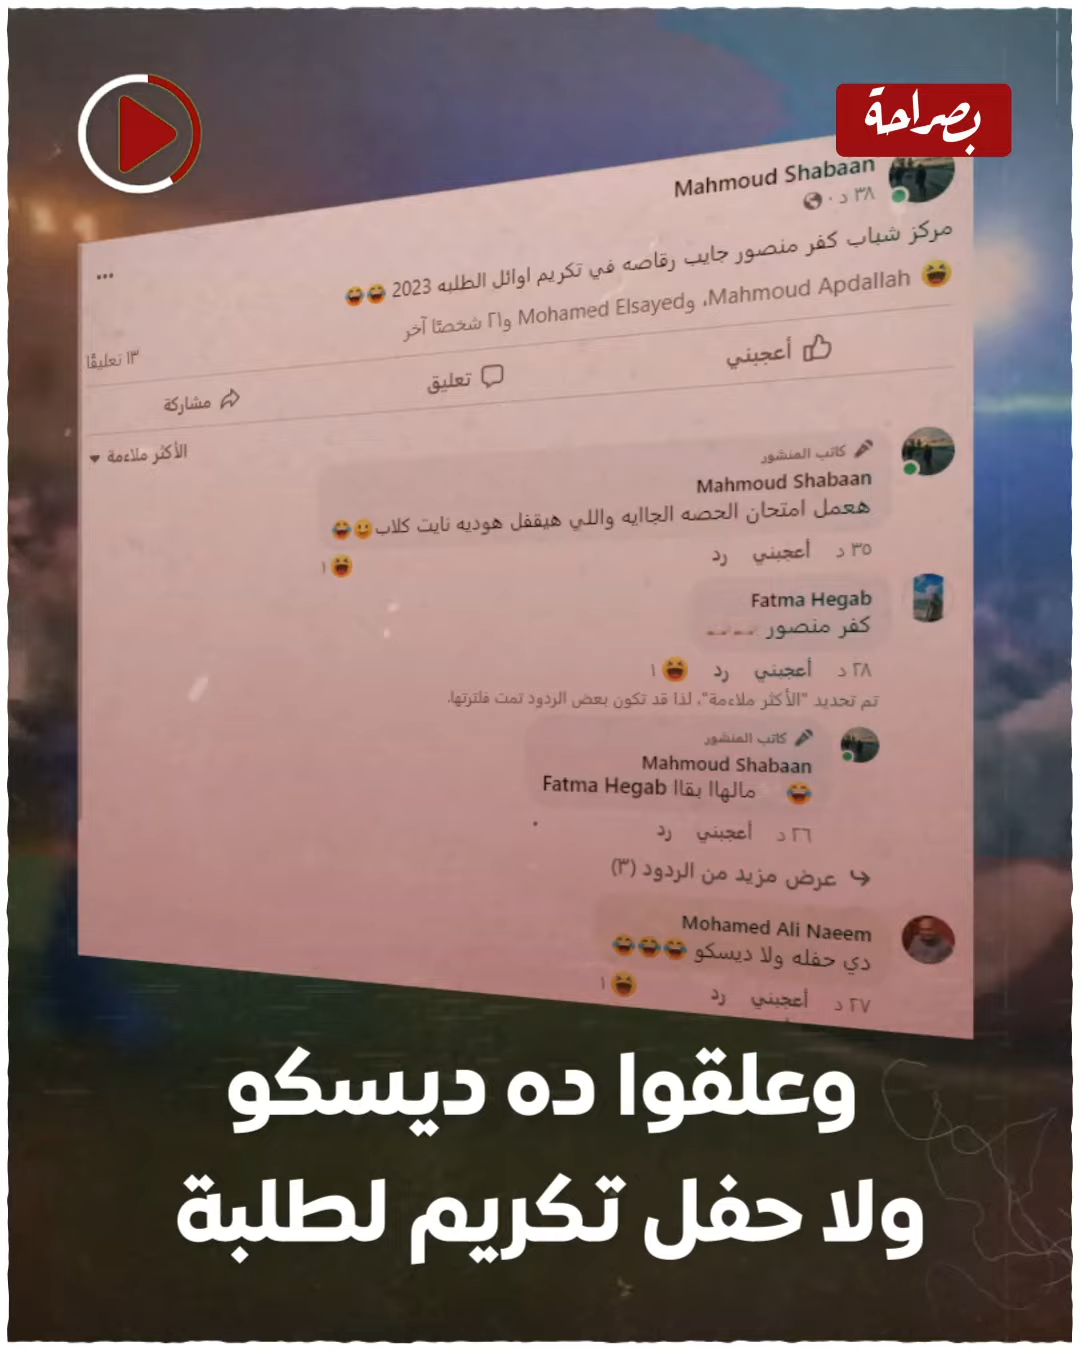 بصراحة
Mahmoud Shabaan
٣٨ د ·
مركز شباب كفر منصور جايب رقاصه في تكريم اوائل الطلبه 2023 😂😂
😆 Mahmoud Apdallah، وMohamed Elsayed و٢١ شخصًا آخر
١٣ تعليقًا
أعجبني تعليق مشاركة
الأكثر ملاءمة
كاتب المنشور
Mahmoud Shabaan
هعمل امتحان الحصه الجاايه واللي هيقفل هوديه نايت كلاب🙂😂
٣٥ د أعجبني رد
😆 ١
Fatma Hegab
كفر منصور
٢٨ د أعجبني رد 😆 ١
تم تحديد "الأكثر ملاءمة"، لذا قد تكون بعض الردود تمت فلترتها.
كاتب المنشور
Mahmoud Shabaan
Fatma Hegab مالهاا بقاا 😂
٢٦ د أعجبني رد
عرض مزيد من الردود (٣)
Mohamed Ali Naeem
دي حفله ولا ديسكو 😂😂😂
٢٧ د أعجبني رد 😆 ١
وعلقوا ده ديسكو
ولا حفل تكريم لطلبة